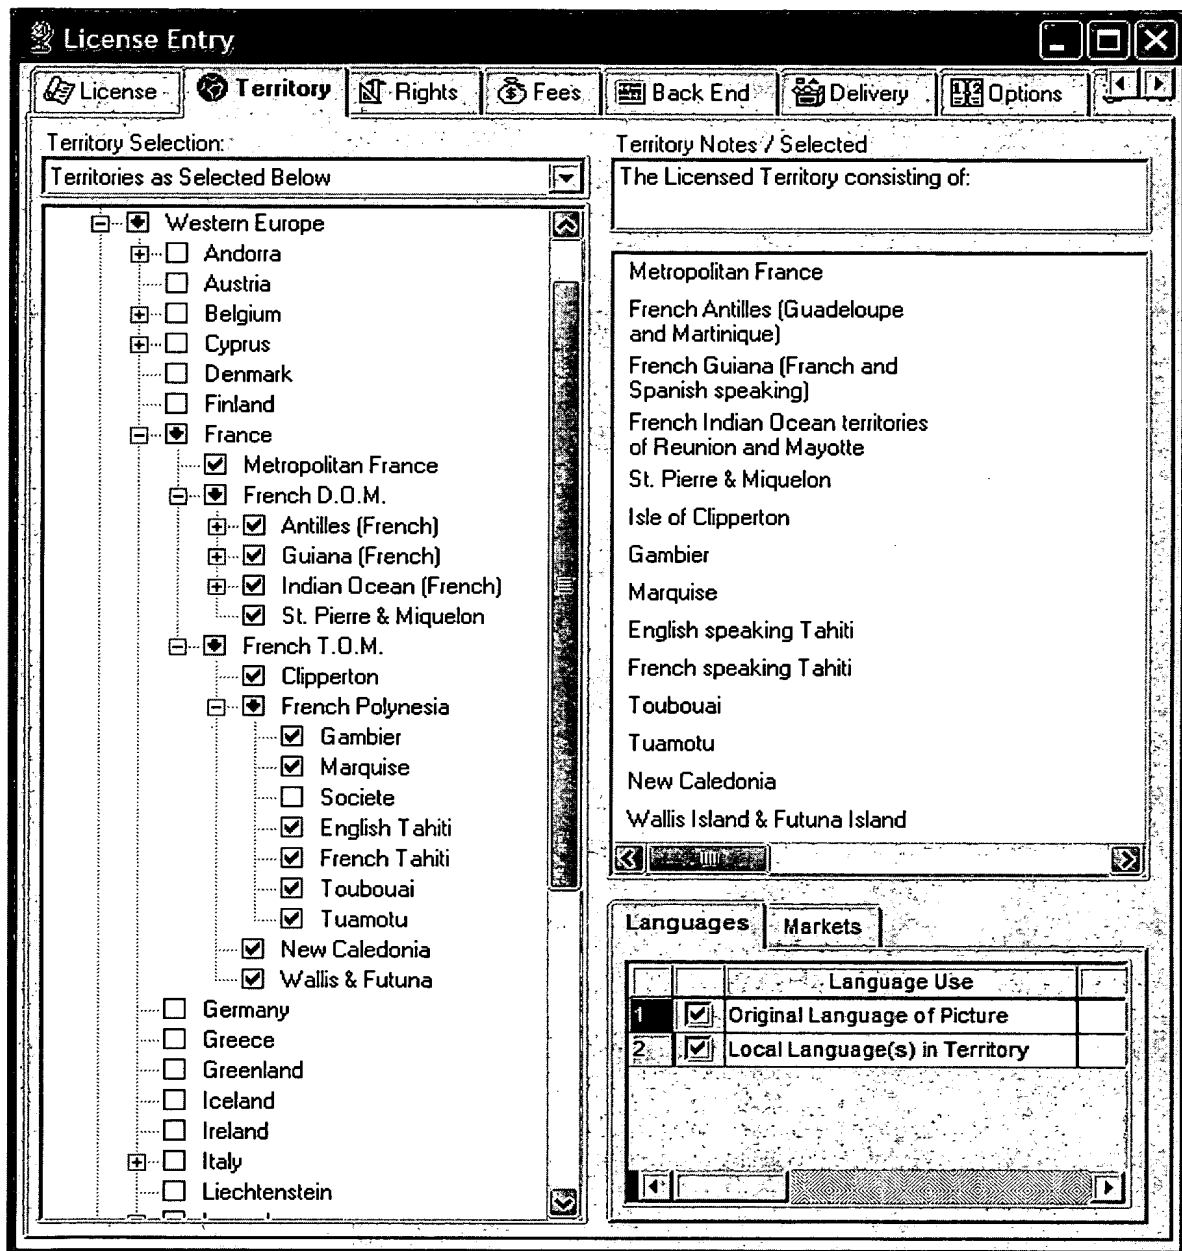 License Entry
License
Territory
Rights
Fees
Back End
Delivery
Options
Territory Selection:
Territories as Selected Below
Western Europe
Andorra
Austria
Belgium
Cyprus
Denmark
Finland
France
Metropolitan France
French D.O.M.
Antilles (French)
Guiana (French)
Indian Ocean (French)
St. Pierre & Miquelon
French T.O.M.
Clipperton
French Polynesia
Gambier
Marquise
Societe
English Tahiti
French Tahiti
Toubouai
Tuamotu
New Caledonia
Wallis & Futuna
Germany
Greece
Greenland
Iceland
Ireland
Italy
Liechtenstein
Territory Notes / Selected
The Licensed Territory consisting of:
Metropolitan France
French Antilles (Guadeloupe
and Martinique)
French Guiana (Franch and
Spanish speaking)
French Indian Ocean territories
of Reunion and Mayotte
St. Pierre & Miquelon
Isle of Clipperton
Gambier
Marquise
English speaking Tahiti
French speaking Tahiti
Toubouai
Tuamotu
New Caledonia
Wallis Island & Futuna Island
Languages
Markets
Language Use
1 Original Language of Picture
2 Local Language(s) in Territory